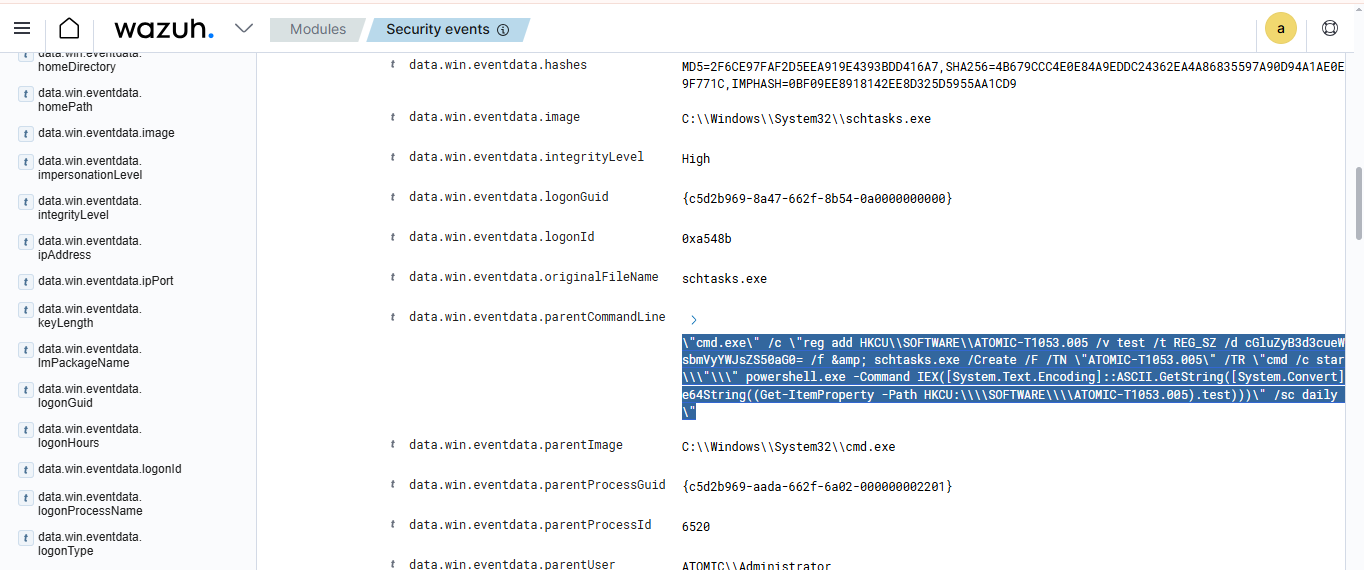 wazuh.
Modules
Security events
a
data.win.eventdata.
homeDirectory
data.win.eventdata.
homePath
data.win.eventdata.image
data.win.eventdata.
impersonationLevel
data.win.eventdata.
integrityLevel
data.win.eventdata.
ipAddress
data.win.eventdata.ipPort
data.win.eventdata.
keyLength
data.win.eventdata.
lmPackageName
data.win.eventdata.
logonGuid
data.win.eventdata.
logonHours
data.win.eventdata.logonId
data.win.eventdata.
logonProcessName
data.win.eventdata.
logonType
t data.win.eventdata.hashes
MD5=2F6CE97FAF2D5EEA919E4393BDD416A7,SHA256=4B679CCC4E0E84A9EDDC24362EA4A86835597A90D94A1AE0E
9F771C,IMPHASH=0BF09EE8918142EE8D325D5955AA1CD9
t data.win.eventdata.image
C:\\Windows\\System32\\schtasks.exe
t data.win.eventdata.integrityLevel
High
t data.win.eventdata.logonGuid
{c5d2b969-8a47-662f-8b54-0a0000000000}
t data.win.eventdata.logonId
0xa548b
t data.win.eventdata.originalFileName
schtasks.exe
t data.win.eventdata.parentCommandLine
\"cmd.exe\" /c \"reg add HKCU\\SOFTWARE\\ATOMIC-T1053.005 /v test /t REG_SZ /d cGluZyB3d3cueW
sbmVyYWJsZS50aG0= /f &amp; schtasks.exe /Create /F /TN \"ATOMIC-T1053.005\" /TR \"cmd /c star
\\\"\\\" powershell.exe -Command IEX([System.Text.Encoding]::ASCII.GetString([System.Convert]
e64String((Get-ItemProperty -Path HKCU:\\\\SOFTWARE\\\\ATOMIC-T1053.005).test)))\" /sc daily
\"
t data.win.eventdata.parentImage
C:\\Windows\\System32\\cmd.exe
t data.win.eventdata.parentProcessGuid
{c5d2b969-aada-662f-6a02-000000002201}
t data.win.eventdata.parentProcessId
6520
t data.win.eventdata.parentUser
ATOMIC\\Administrator